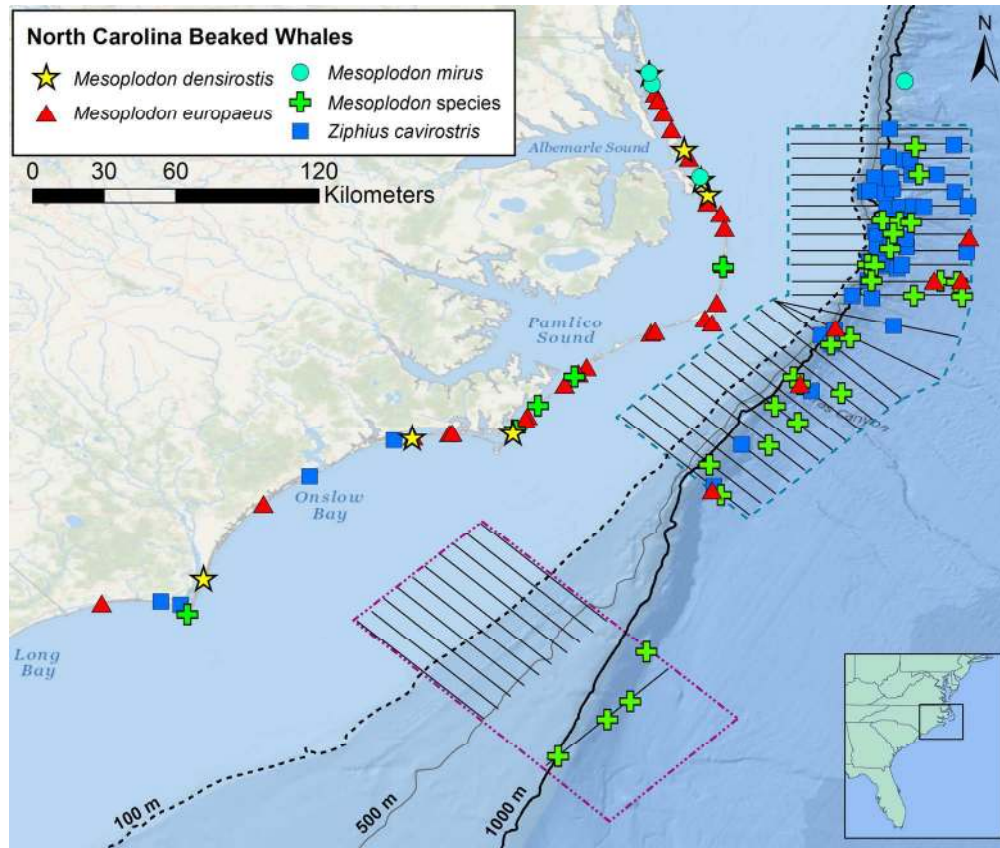 North Carolina Beaked Whales
Mesoplodon densirostis
Mesoplodon europaeus
Mesoplodon mirus
Mesoplodon species
Ziphius cavirostris
0 30 60 120
Kilometers
N
Albemarle Sound
Pamlico
Sound
Onslow
Bay
Long
Bay
100 m
500 m
1000 m